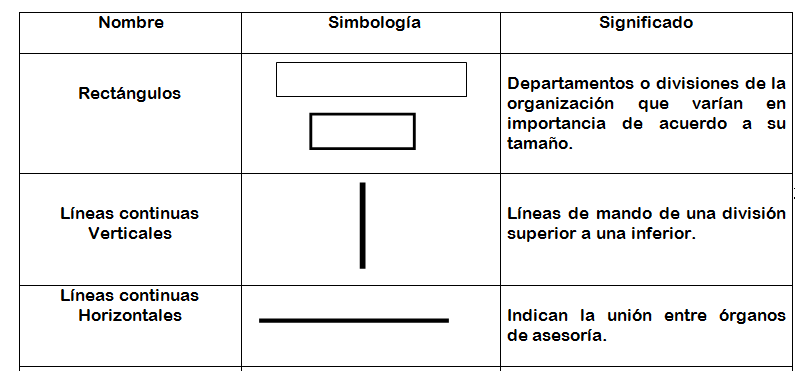 Nombre
Simbología
Significado
Rectángulos
Departamentos o divisiones de la
organización que varían en
importancia de acuerdo a su
tamaño.
Líneas continuas
Verticales
Líneas de mando de una división
superior a una inferior.
Líneas continuas
Horizontales
Indican la unión entre órganos
de asesoría.